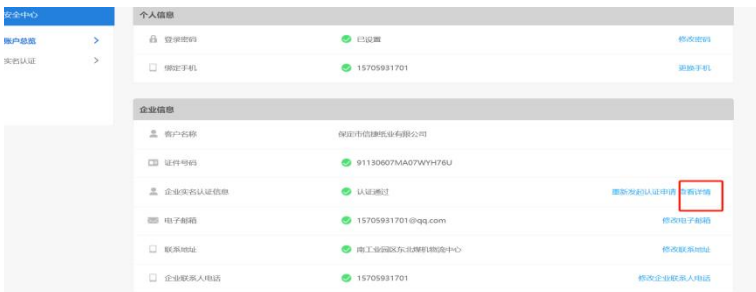 安全中心
账户总览
实名认证
个人信息
登录密码 已设置 修改密码
绑定手机 15705931701 更换手机
企业信息
客户名称 保定市信捷纸业有限公司
证件号码 91130607MA07WYH76U
企业实名认证信息 认证通过 重新发起认证申请 查看详情
电子邮箱 15705931701@qq.com 修改电子邮箱
联系地址 南工业园区东北煤机物流中心 修改联系地址
企业联系人电话 15705931701 修改企业联系人电话